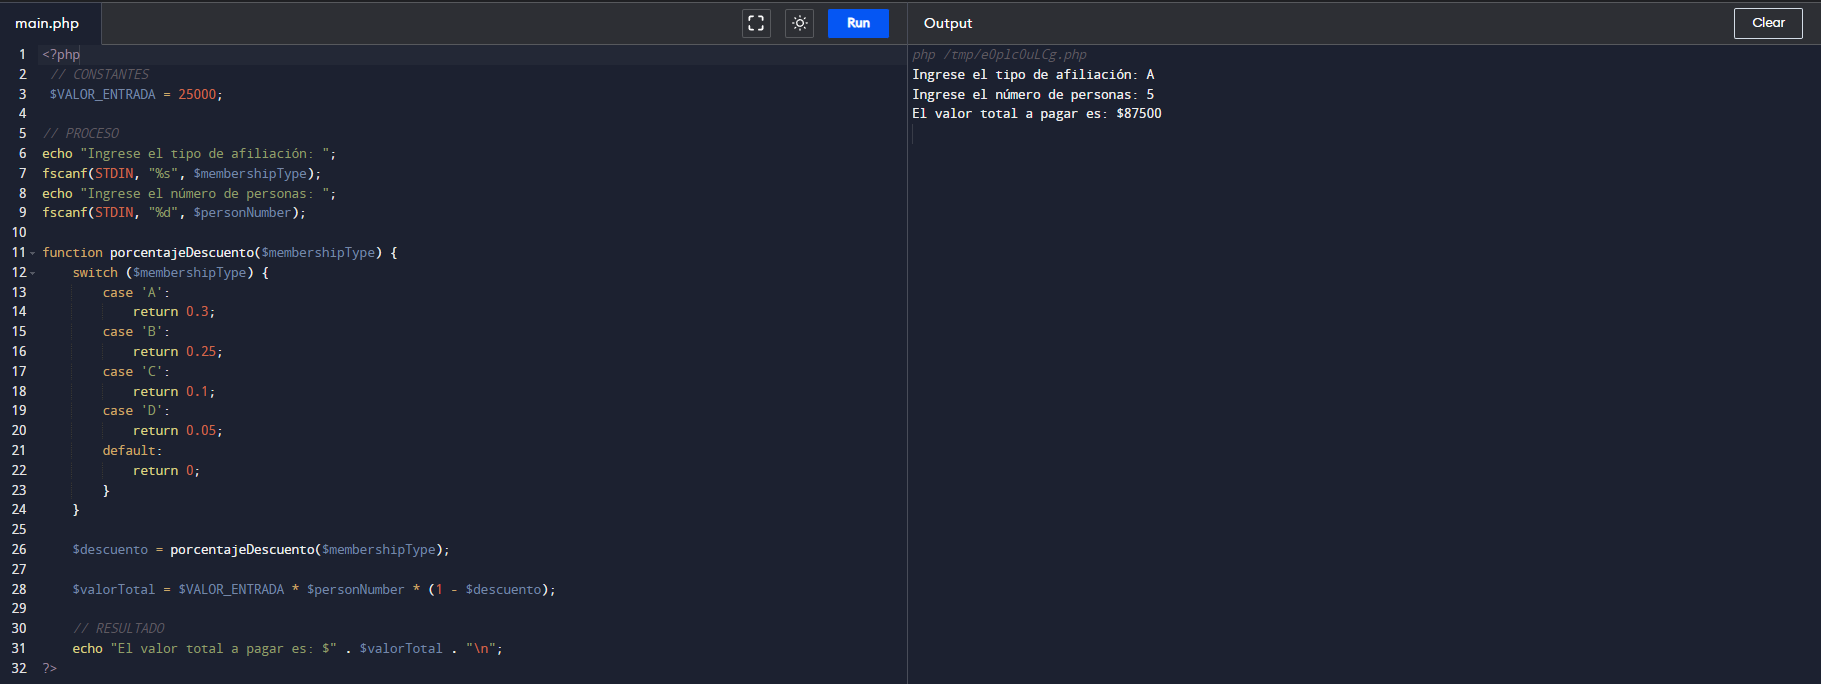 main.php
Run
Output
Clear
1 <?php
2 // CONSTANTES
3 $VALOR_ENTRADA = 25000;
4
5 // PROCESO
6 echo "Ingrese el tipo de afiliación: ";
7 fscanf(STDIN, "%s", $membershipType);
8 echo "Ingrese el número de personas: ";
9 fscanf(STDIN, "%d", $personNumber);
10
11 function porcentajeDescuento($membershipType) {
12 switch ($membershipType) {
13 case 'A':
14 return 0.3;
15 case 'B':
16 return 0.25;
17 case 'C':
18 return 0.1;
19 case 'D':
20 return 0.05;
21 default:
22 return 0;
23 }
24 }
25
26 $descuento = porcentajeDescuento($membershipType);
27
28 $valorTotal = $VALOR_ENTRADA * $personNumber * (1 - $descuento);
29
30 // RESULTADO
31 echo "El valor total a pagar es: $" . $valorTotal . "\n";
32 ?>
php /tmp/e0plc0uLCg.php
Ingrese el tipo de afiliación: A
Ingrese el número de personas: 5
El valor total a pagar es: $87500